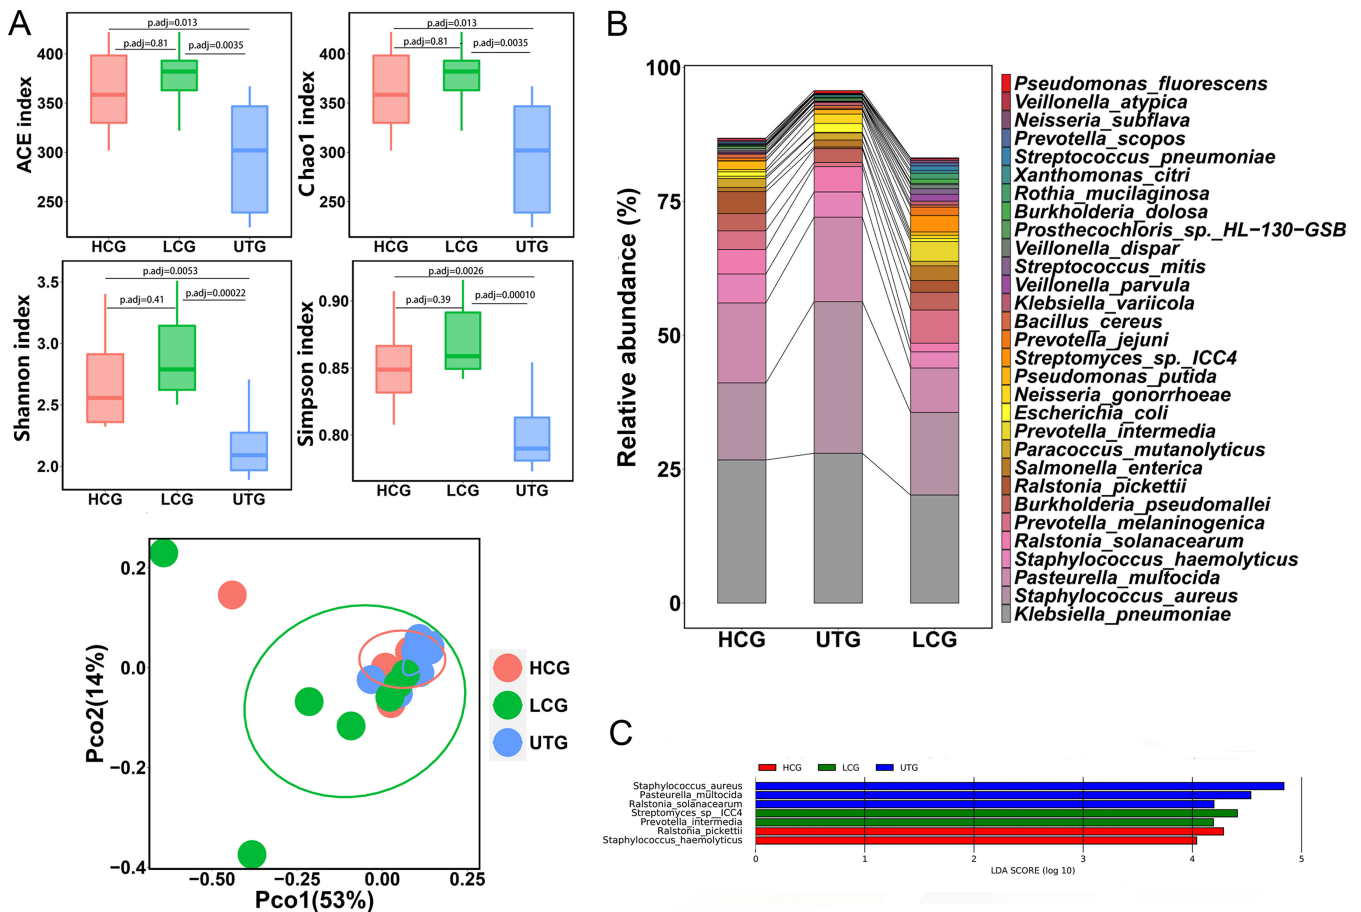 A
p.adj=0.013
p.adj=0.81
p.adj=0.0035
400
350
300
250
ACE index
HCG LCG UTG
p.adj=0.013
p.adj=0.81
p.adj=0.0035
400
350
300
250
Chao1 index
HCG LCG UTG
p.adj=0.0053
p.adj=0.41
p.adj=0.00022
3.5
3.0
2.5
2.0
Shannon index
HCG LCG UTG
p.adj=0.0026
p.adj=0.39
p.adj=0.00010
0.90
0.85
0.80
Simpson index
HCG LCG UTG
0.2
0.0
−0.2
−0.4
Pco2(14%)
−0.50 −0.25 0.00 0.25
Pco1(53%)
HCG
LCG
UTG
B
100
75
50
25
0
Relative abundance (%)
HCG UTG LCG
Pseudomonas_fluorescens
Veillonella_atypica
Neisseria_subflava
Prevotella_scopos
Streptococcus_pneumoniae
Xanthomonas_citri
Rothia_mucilaginosa
Burkholderia_dolosa
Prosthecochloris_sp._HL−130−GSB
Veillonella_dispar
Streptococcus_mitis
Veillonella_parvula
Klebsiella_variicola
Bacillus_cereus
Prevotella_jejuni
Streptomyces_sp._ICC4
Pseudomonas_putida
Neisseria_gonorrhoeae
Escherichia_coli
Prevotella_intermedia
Paracoccus_mutanolyticus
Salmonella_enterica
Ralstonia_pickettii
Burkholderia_pseudomallei
Prevotella_melaninogenica
Ralstonia_solanacearum
Staphylococcus_haemolyticus
Pasteurella_multocida
Staphylococcus_aureus
Klebsiella_pneumoniae
C
HCG LCG UTG
Staphylococcus_aureus
Pasteurella_multocida
Ralstonia_solanacearum
Streptomyces_sp__ICC4
Prevotella_intermedia
Ralstonia_pickettii
Staphylococcus_haemolyticus
0 1 2 3 4 5
LDA SCORE (log 10)